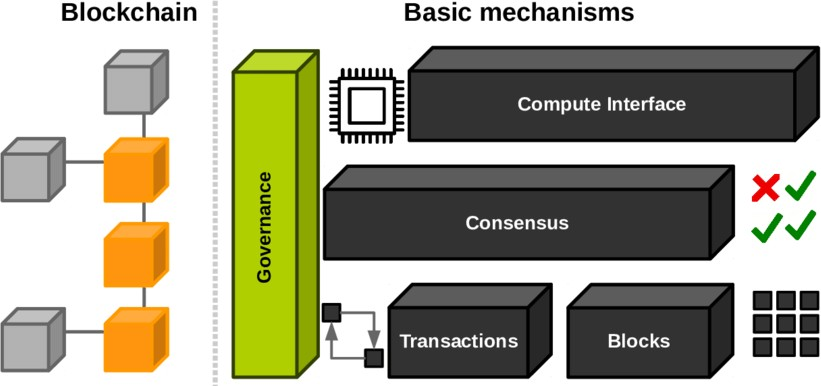 Blockchain
Basic mechanisms
Governance
Compute Interface
Consensus
Transactions
Blocks